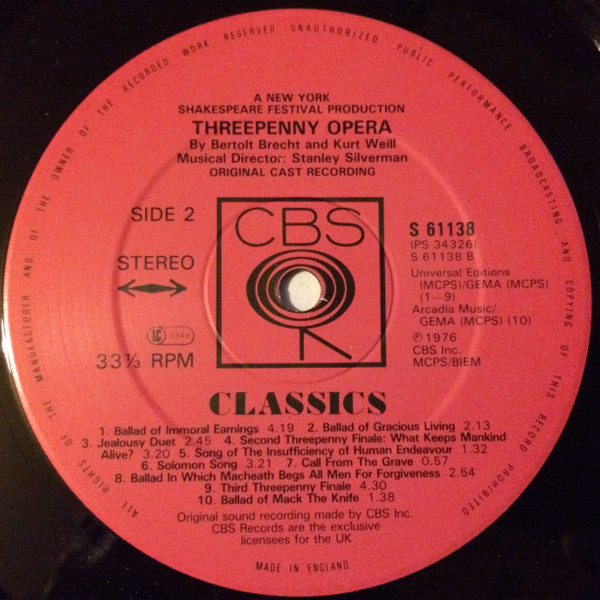 ALL RIGHTS OF THE MANUFACTURER AND OF THE OWNER OF THE RECORDED WORK RESERVED UNAUTHORIZED PUBLIC PERFORMANCE BROADCASTING AND COPYING OF THIS RECORD PROHIBITED
A NEW YORK
SHAKESPEARE FESTIVAL PRODUCTION
THREEPENNY OPERA
By Bertolt Brecht and Kurt Weill
Musical Director: Stanley Silverman
ORIGINAL CAST RECORDING
SIDE 2
STEREO
LC 0149
33⅓ RPM
CBS
S 61138
(PS 34326)
S 61138 B
Universal Editions
(MCPS)/GEMA (MCPS)
(1–9)
Arcadia Music/
GEMA (MCPS) (10)
℗ 1976
CBS Inc.
MCPS/BIEM
CLASSICS
1. Ballad of Immoral Earnings 4.19 2. Ballad of Gracious Living 2.13
3. Jealousy Duet 2.45 4. Second Threepenny Finale: What Keeps Mankind
Alive? 3.20 5. Song of The Insufficiency of Human Endeavour 1.32
6. Solomon Song 3.21 7. Call From The Grave 0.57
8. Ballad In Which Macheath Begs All Men For Forgiveness 2.54
9. Third Threepenny Finale 4.30
10. Ballad of Mack The Knife 1.38
Original sound recording made by CBS Inc.
CBS Records are the exclusive
licensees for the UK
MADE IN ENGLAND